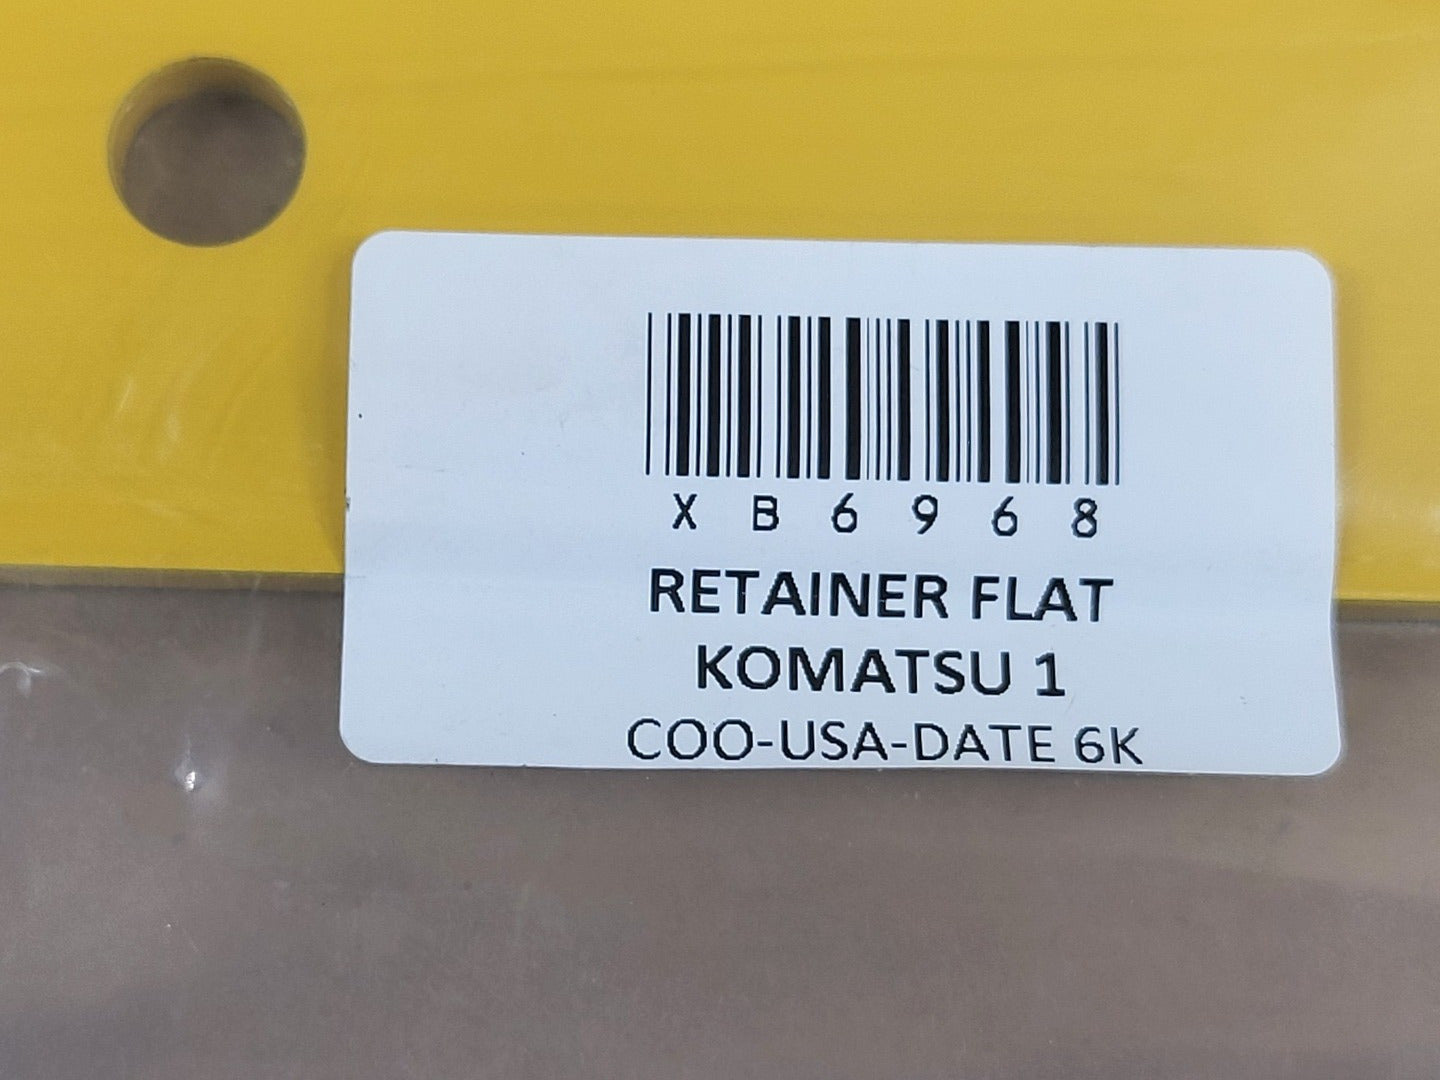 X B 6 9 6 8
RETAINER FLAT
KOMATSU 1
COO-USA-DATE 6K